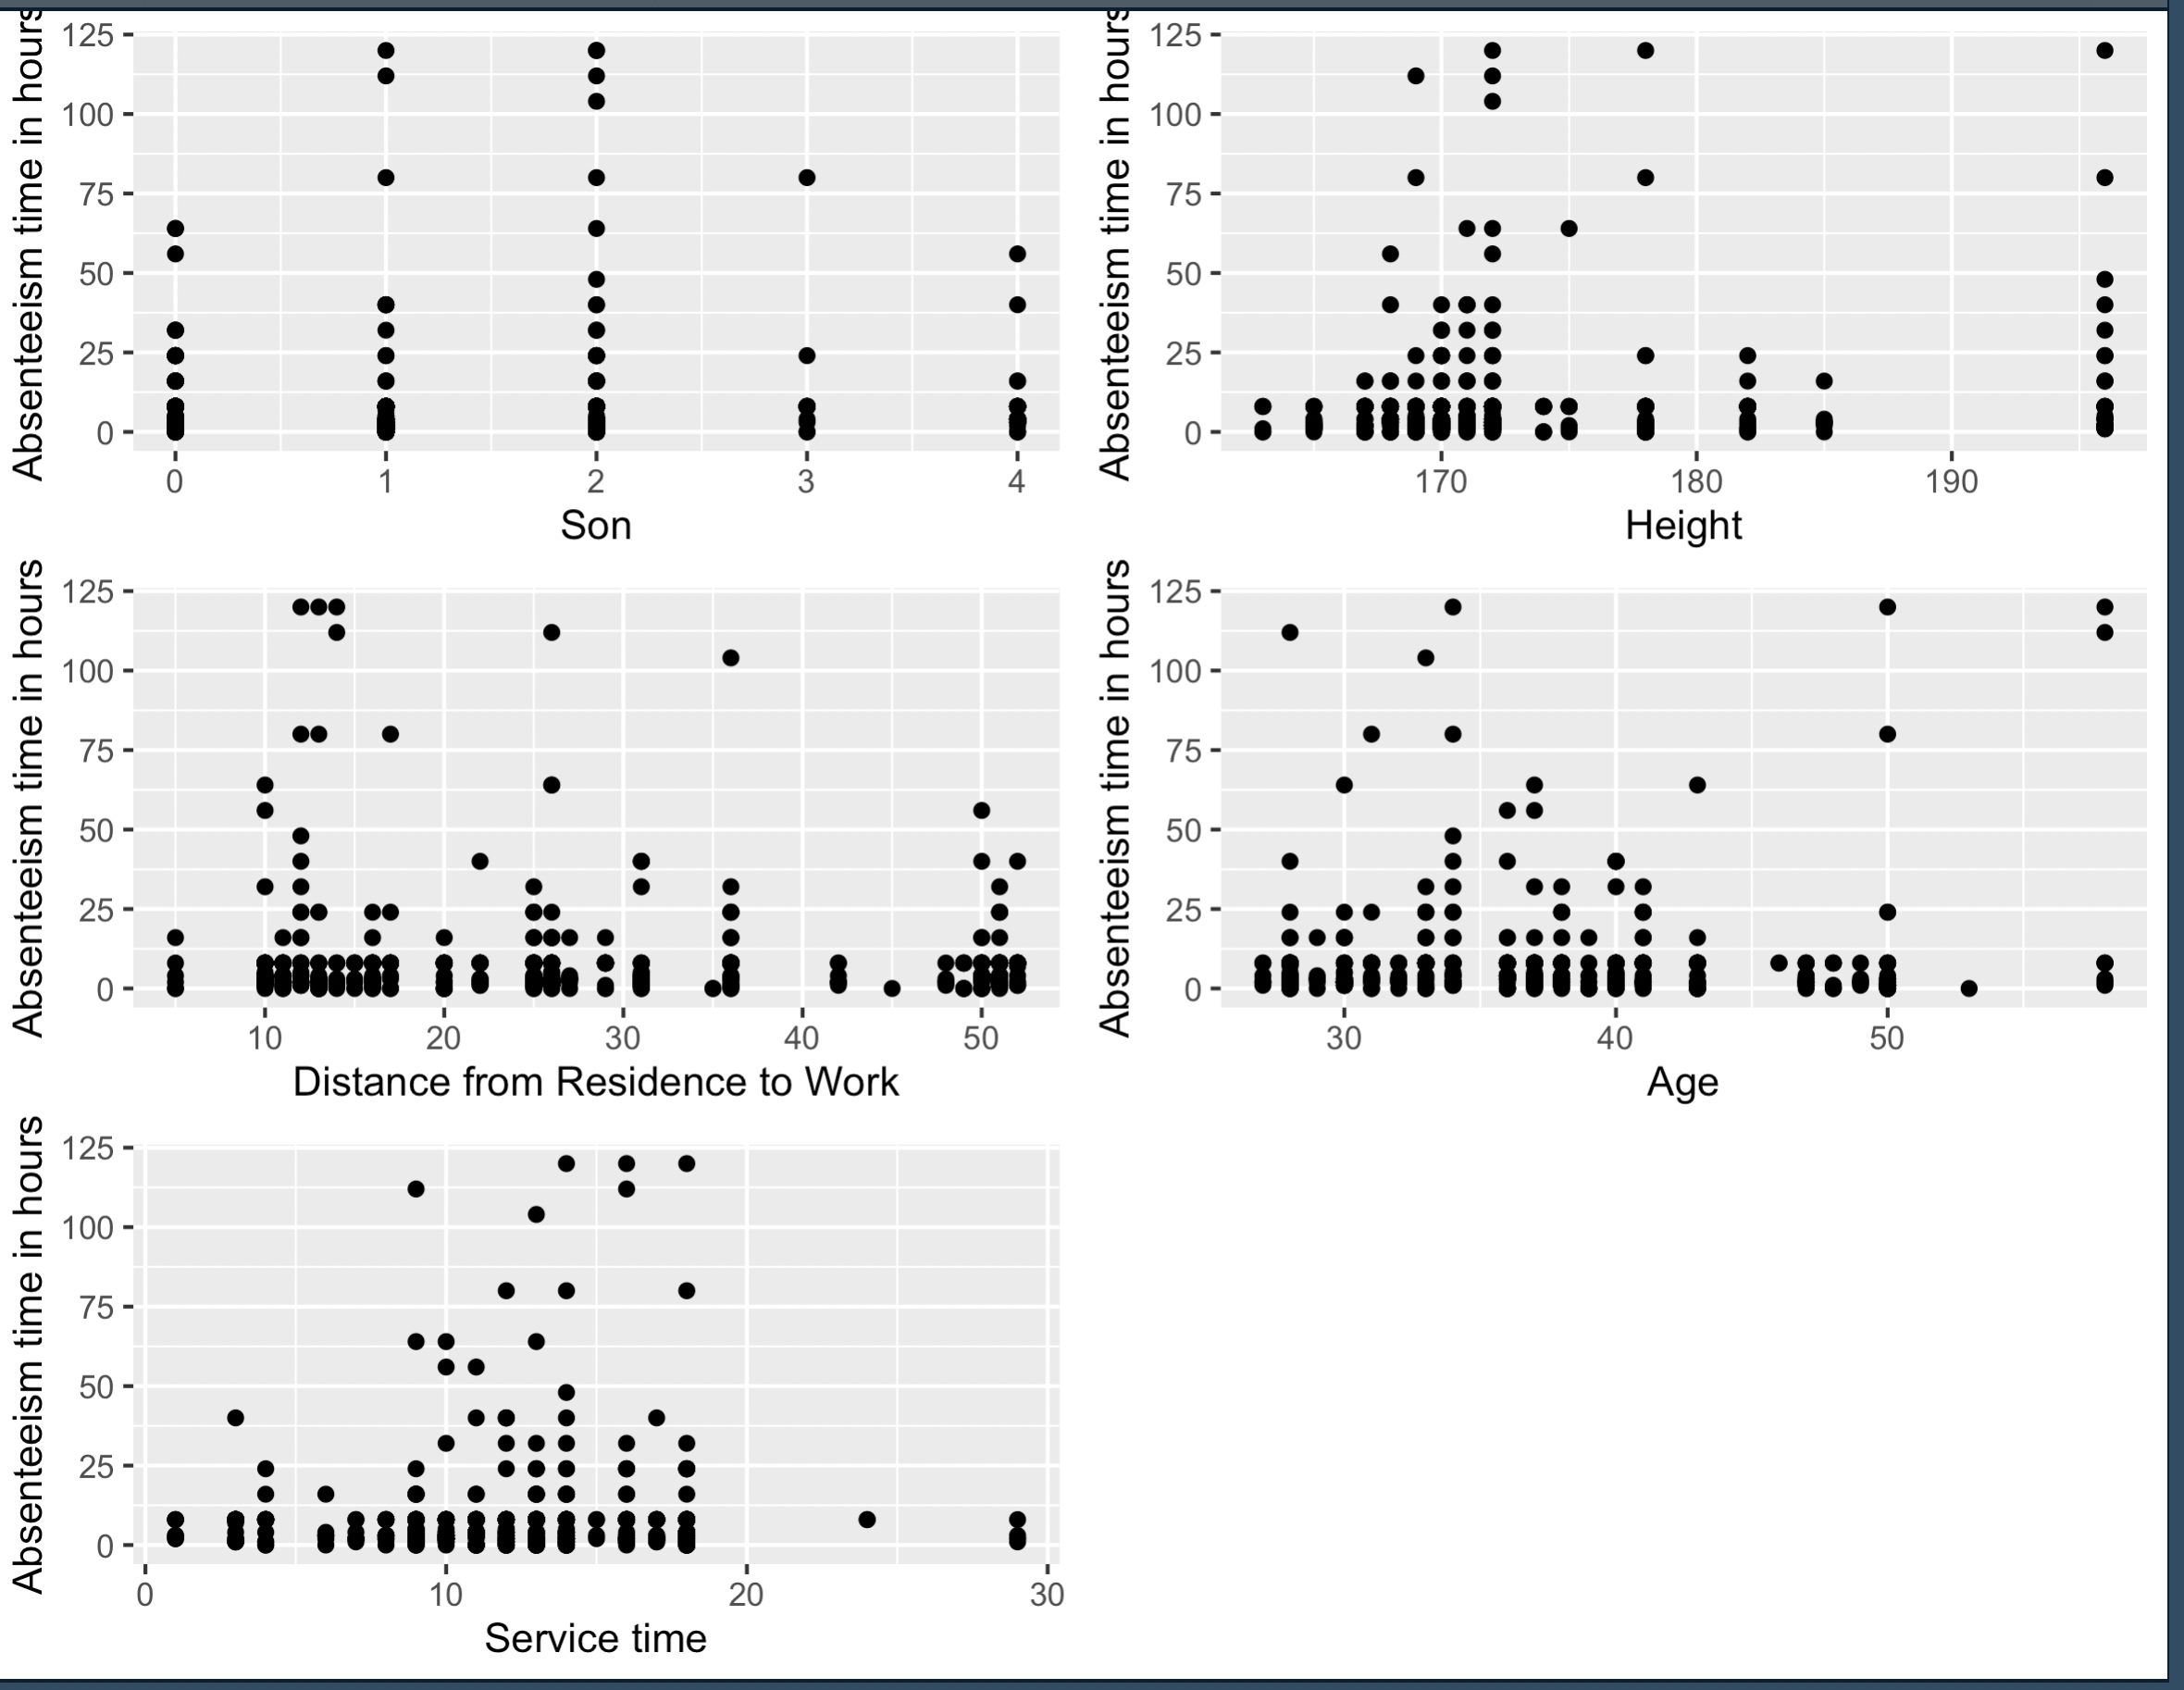 Absenteeism time in hours
125
100
75
50
25
0
0 1 2 3 4
Son
Absenteeism time in hours
125
100
75
50
25
0
170 180 190
Height
Absenteeism time in hours
125
100
75
50
25
0
10 20 30 40 50
Distance from Residence to Work
Absenteeism time in hours
125
100
75
50
25
0
30 40 50
Age
Absenteeism time in hours
125
100
75
50
25
0
0 10 20 30
Service time